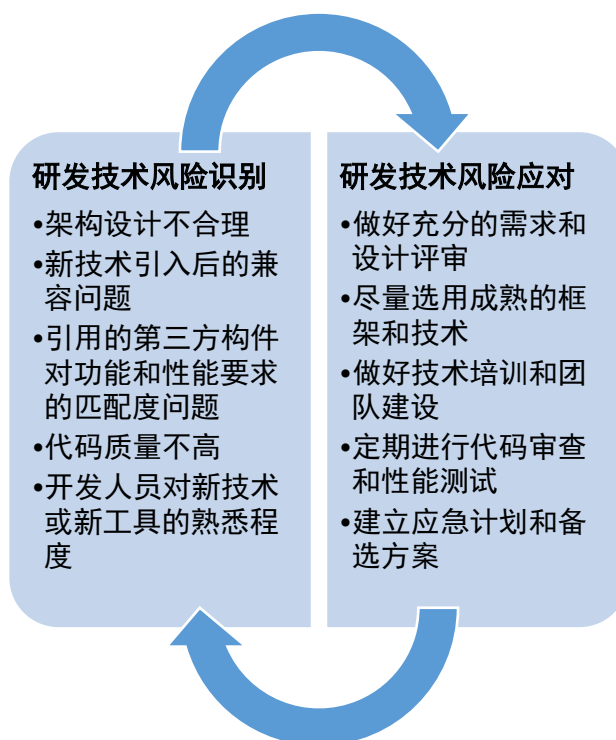 研发技术风险识别
•架构设计不合理
•新技术引入后的兼
容问题
•引用的第三方构件
对功能和性能要求
的匹配度问题
•代码质量不高
•开发人员对新技术
或新工具的熟悉程
度
研发技术风险应对
•做好充分的需求和
设计评审
•尽量选用成熟的框
架和技术
•做好技术培训和团
队建设
•定期进行代码审查
和性能测试
•建立应急计划和备
选方案